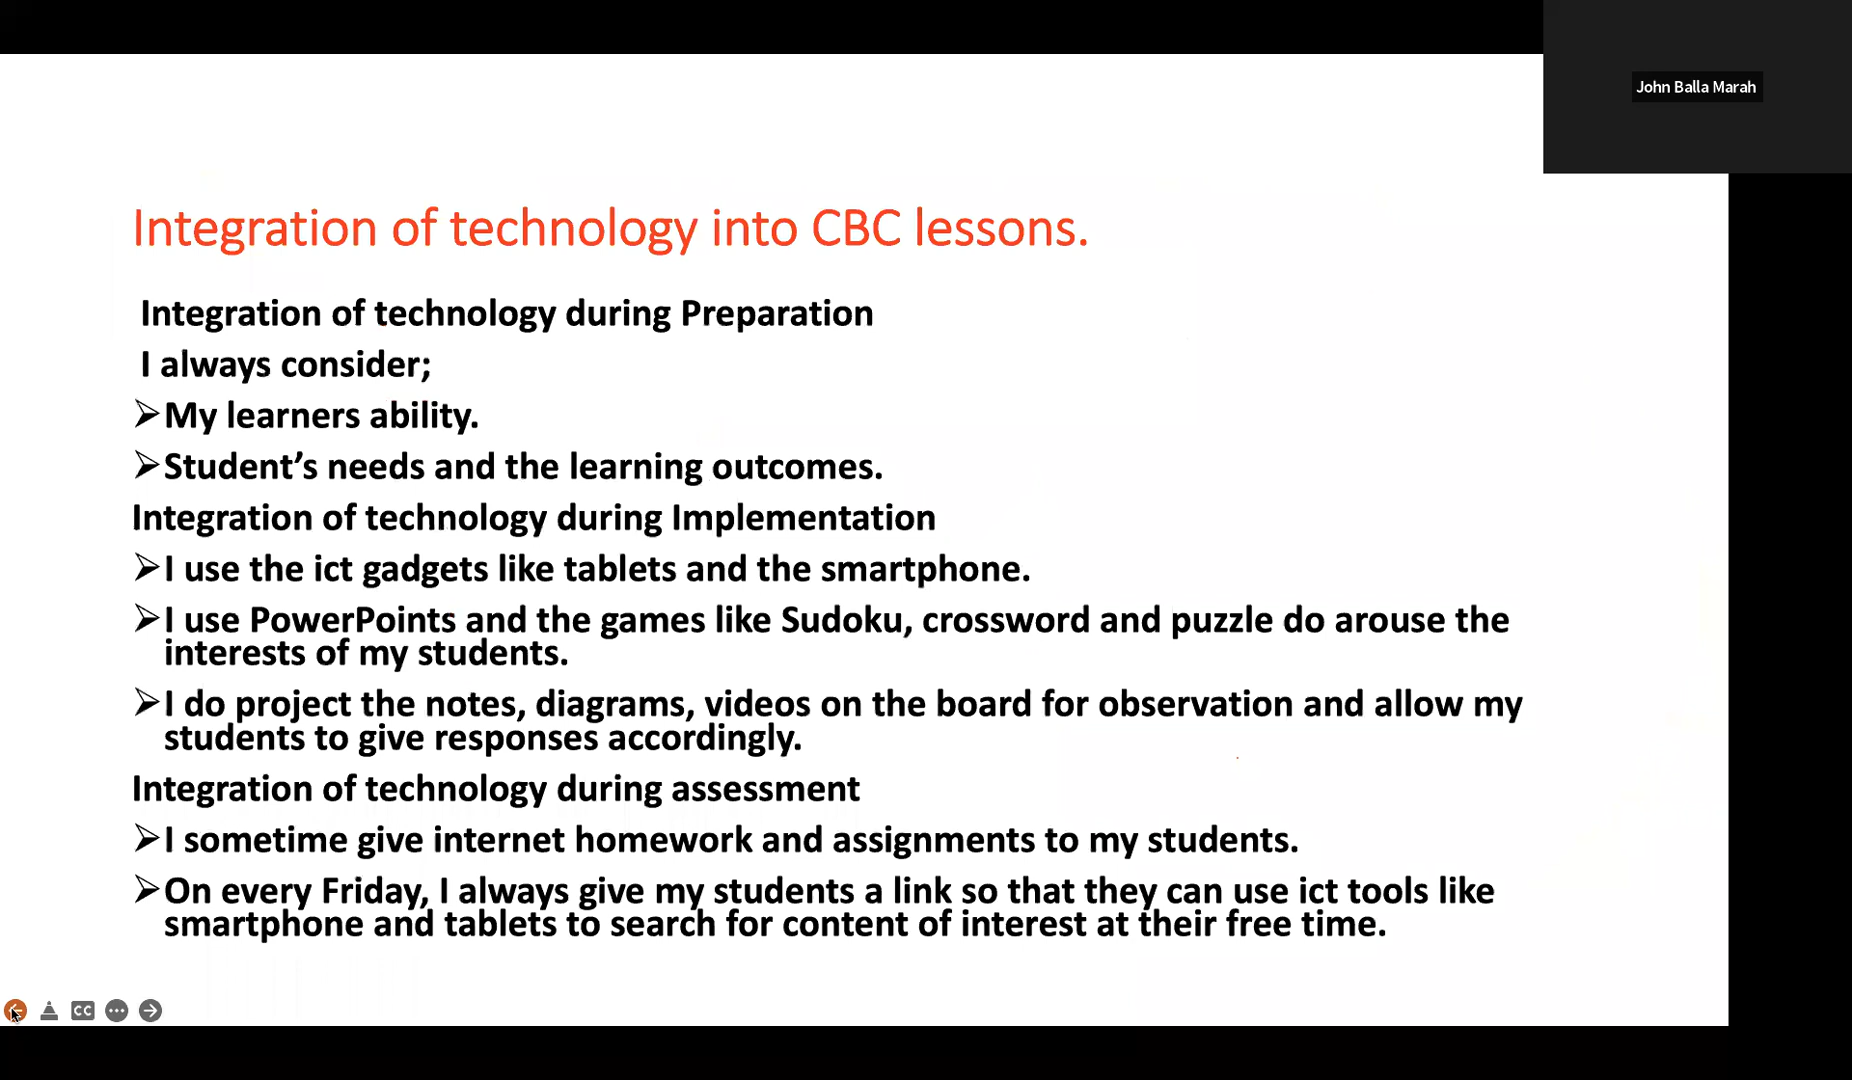 John Balla Marah
Integration of technology into CBC lessons.
Integration of technology during Preparation
I always consider;
➢My learners ability.
➢Student’s needs and the learning outcomes.
Integration of technology during Implementation
➢I use the ict gadgets like tablets and the smartphone.
➢I use PowerPoints and the games like Sudoku, crossword and puzzle do arouse the
interests of my students.
➢I do project the notes, diagrams, videos on the board for observation and allow my
students to give responses accordingly.
Integration of technology during assessment
➢I sometime give internet homework and assignments to my students.
➢On every Friday, I always give my students a link so that they can use ict tools like
smartphone and tablets to search for content of interest at their free time.
CC